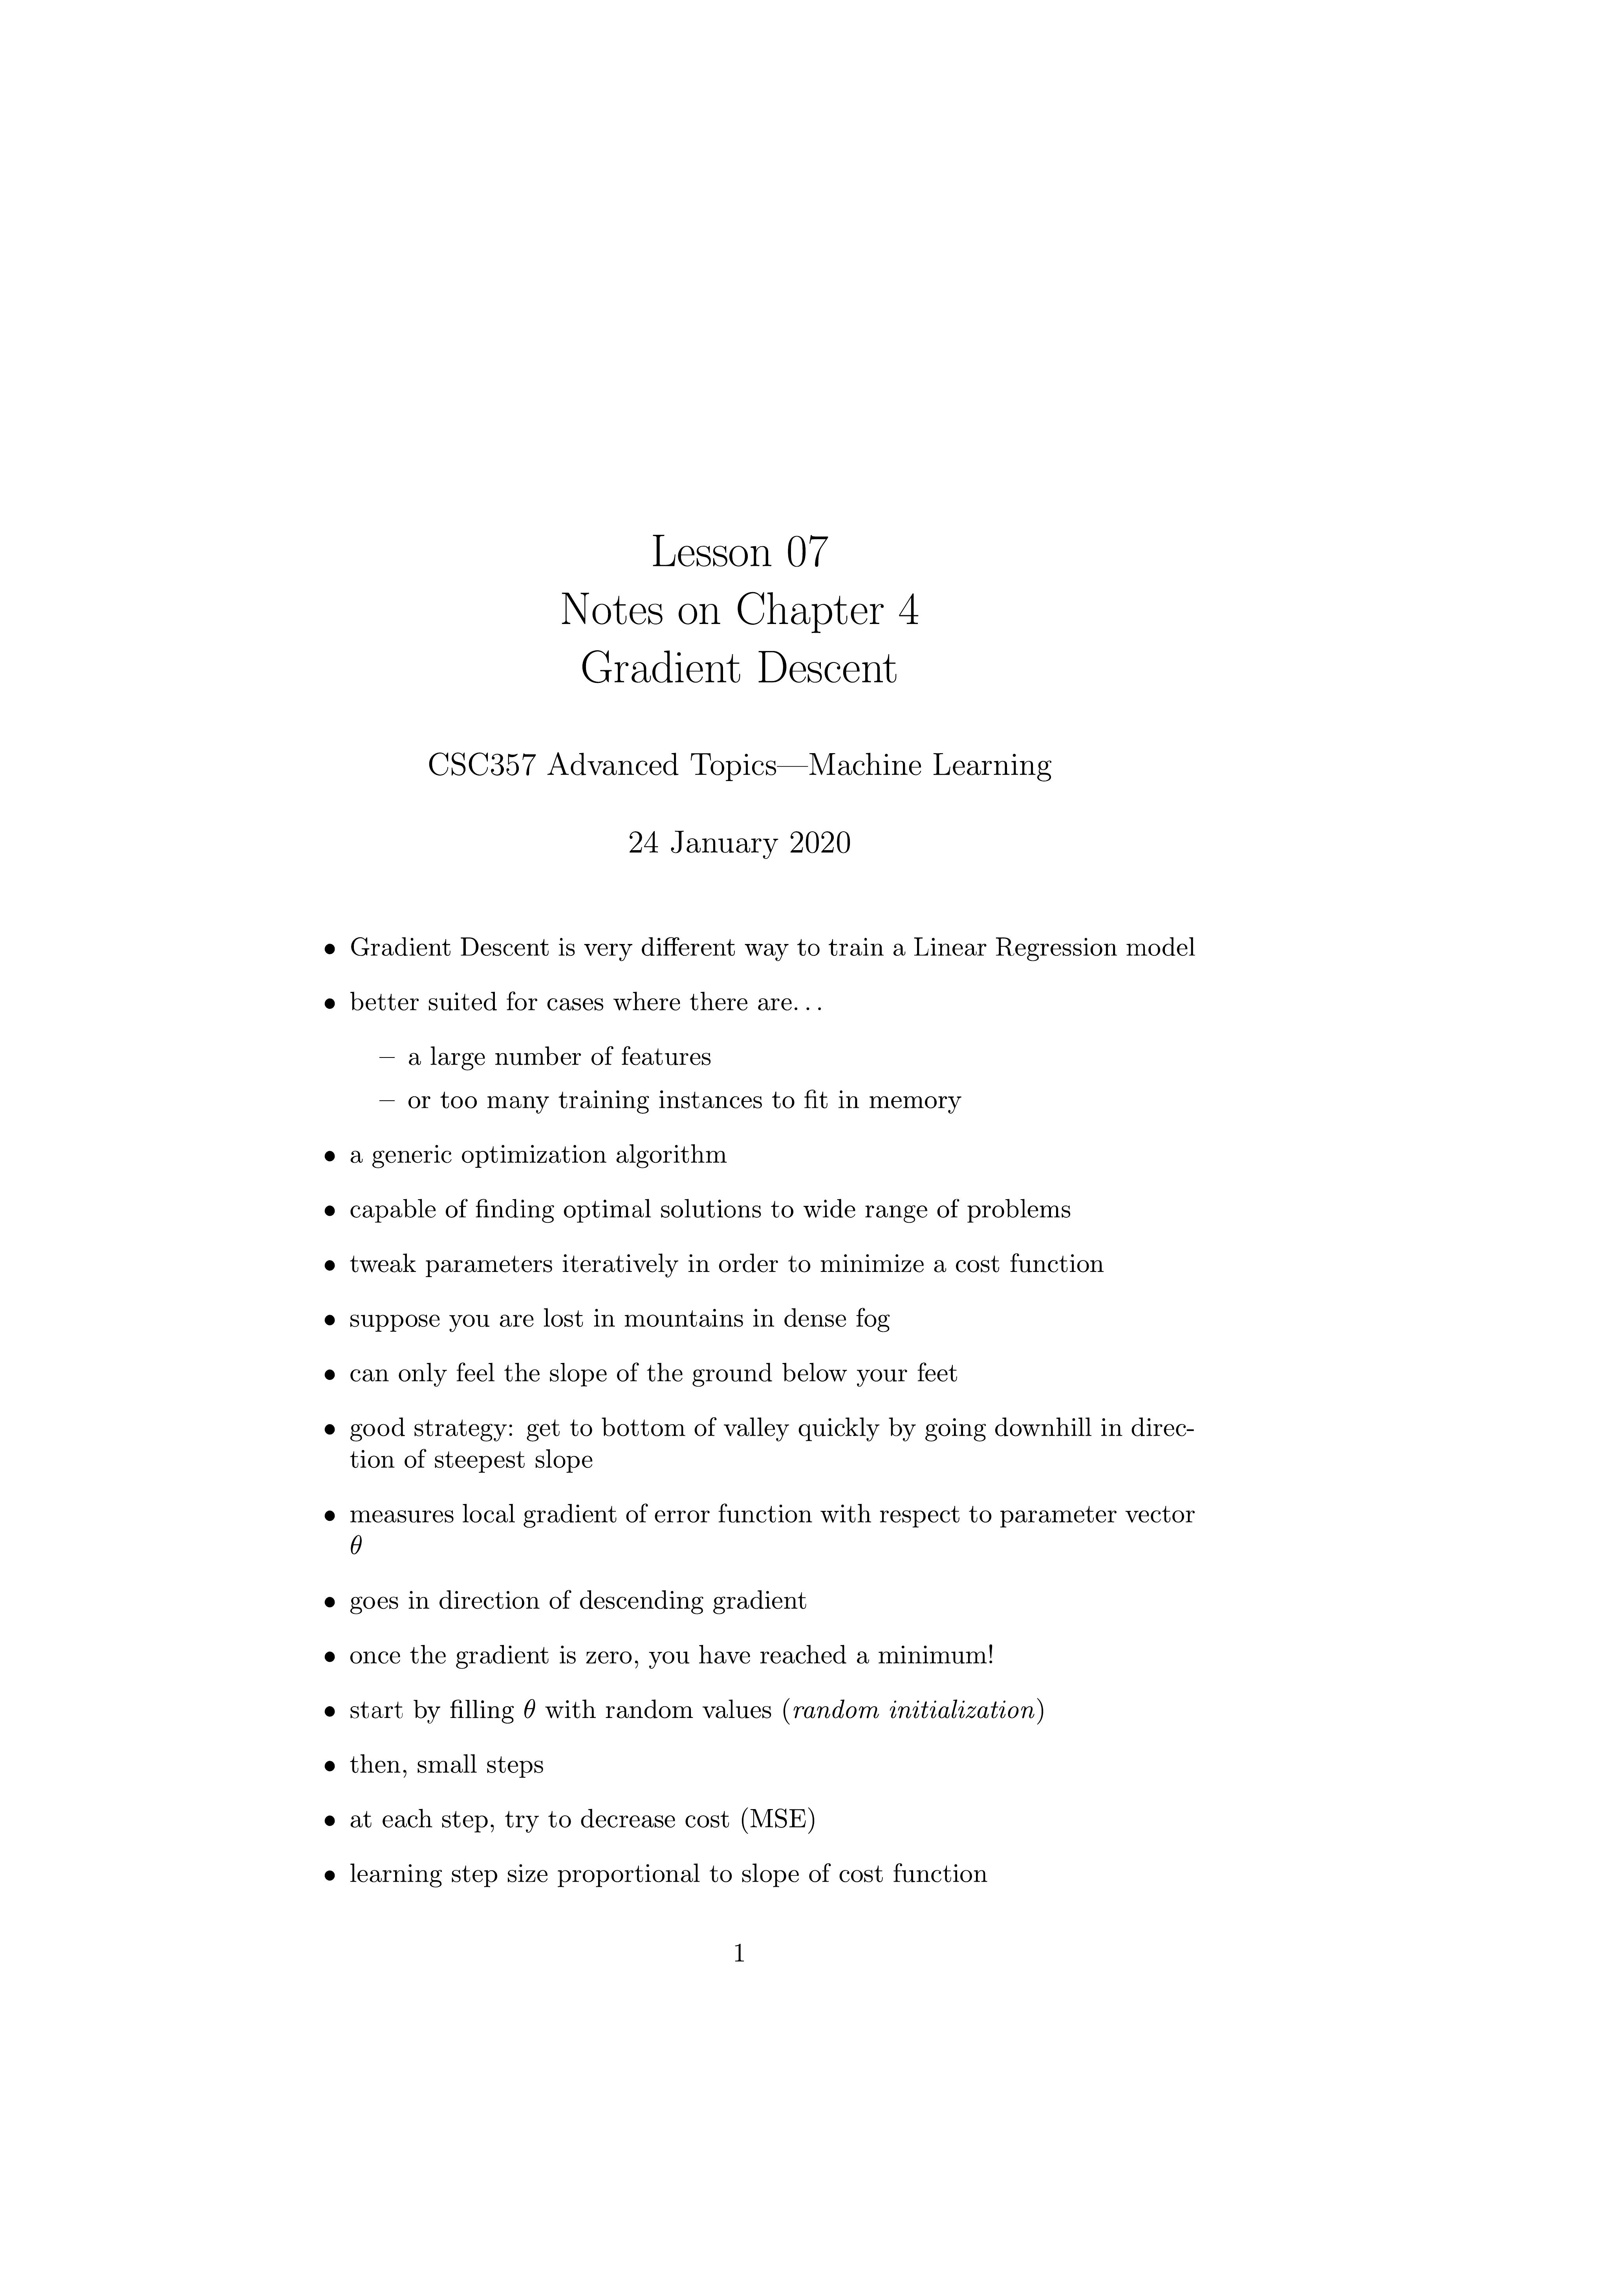 Lesson 07
Notes on Chapter 4
Gradient Descent
CSC357 Advanced Topics—Machine Learning
24 January 2020
• Gradient Descent is very different way to train a Linear Regression model
• better suited for cases where there are...
– a large number of features
– or too many training instances to fit in memory
• a generic optimization algorithm
• capable of finding optimal solutions to wide range of problems
• tweak parameters iteratively in order to minimize a cost function
• suppose you are lost in mountains in dense fog
• can only feel the slope of the ground below your feet
• good strategy: get to bottom of valley quickly by going downhill in direc-
tion of steepest slope
• measures local gradient of error function with respect to parameter vector
θ
• goes in direction of descending gradient
• once the gradient is zero, you have reached a minimum!
• start by filling θ with random values (random initialization)
• then, small steps
• at each step, try to decrease cost (MSE)
• learning step size proportional to slope of cost function
1